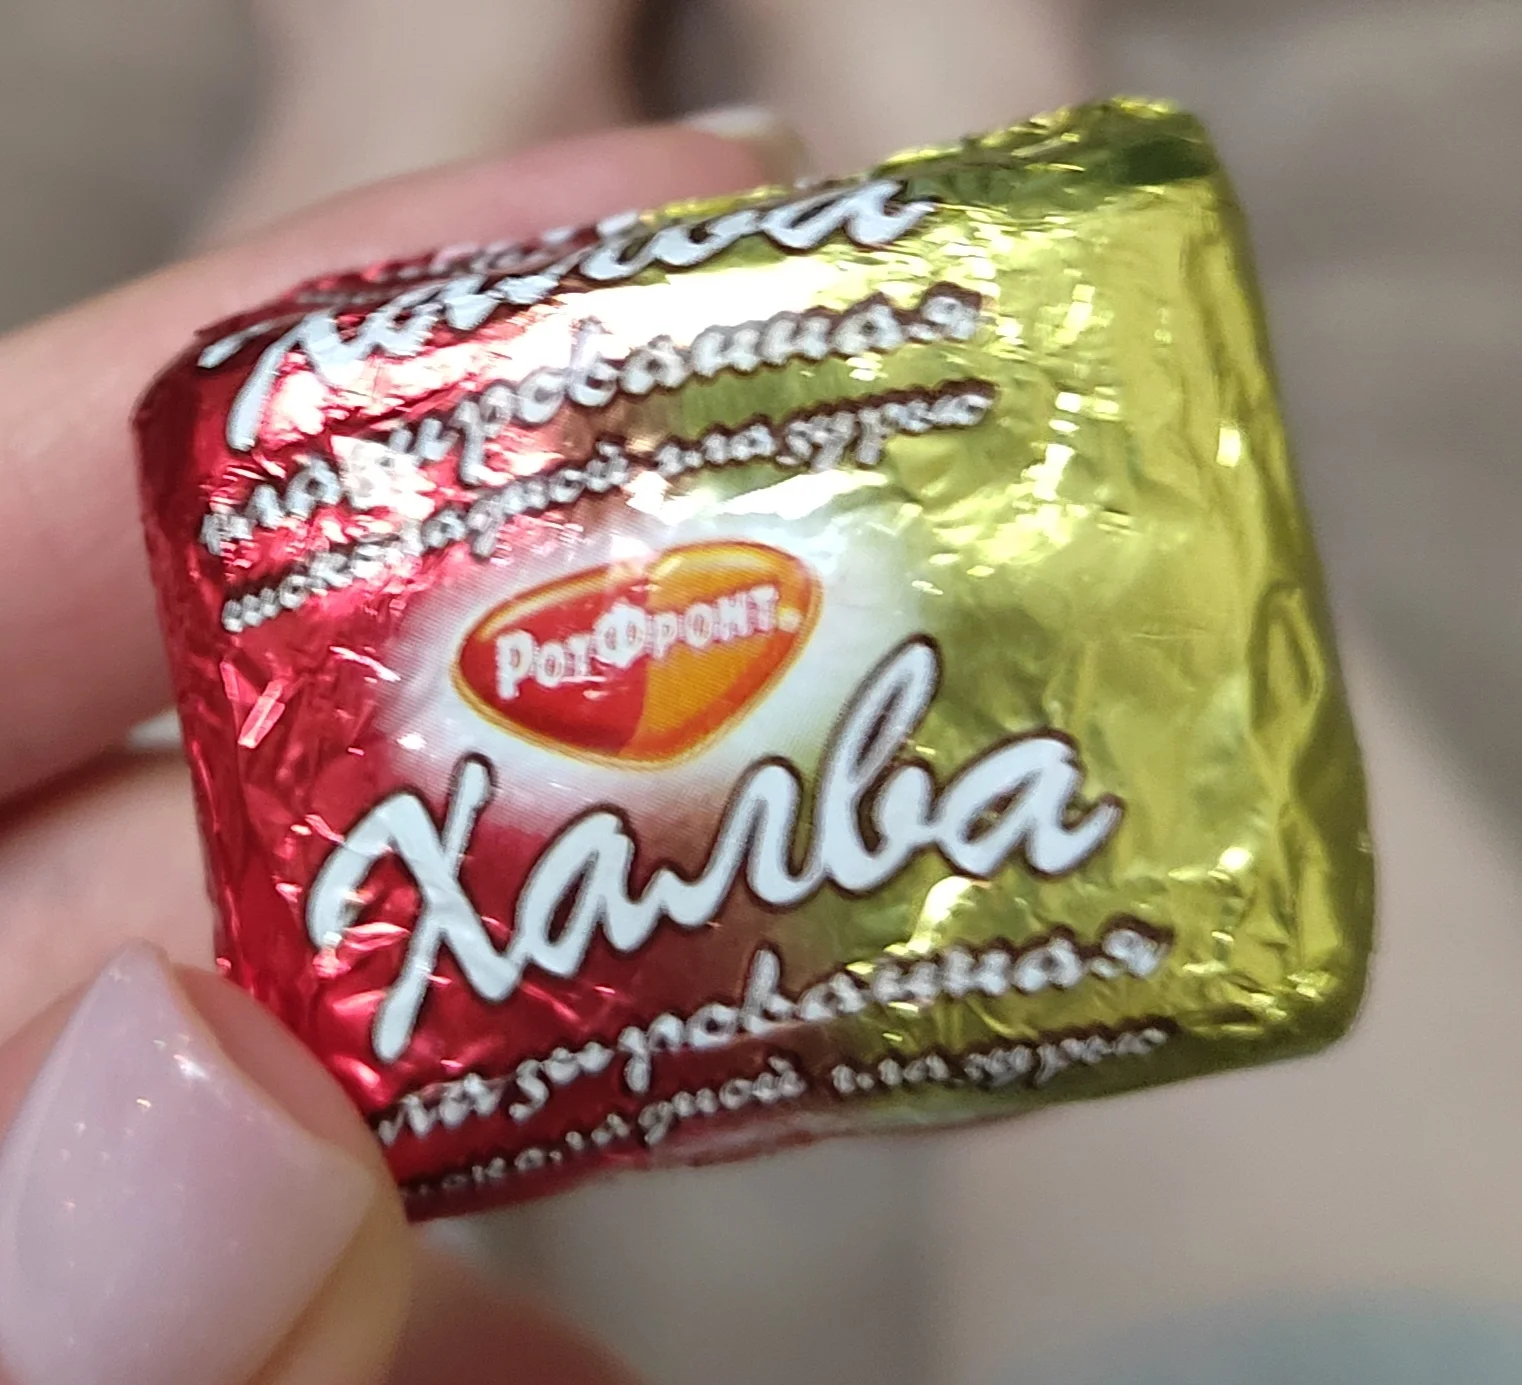 Халва
глазированная
шоколадной глазурью
РотФронт
Халва
глазированная
шоколадной глазурью